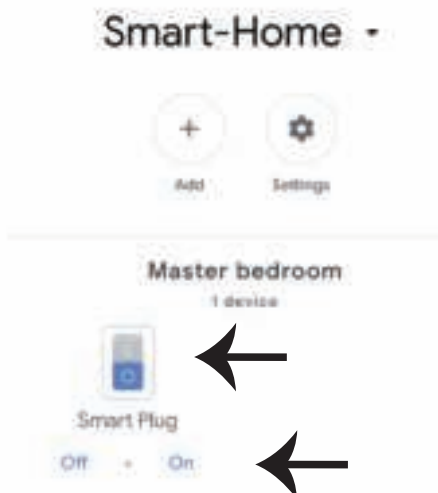 Smart-Home
Add Settings
Master bedroom
1 device
Smart Plug
Off On